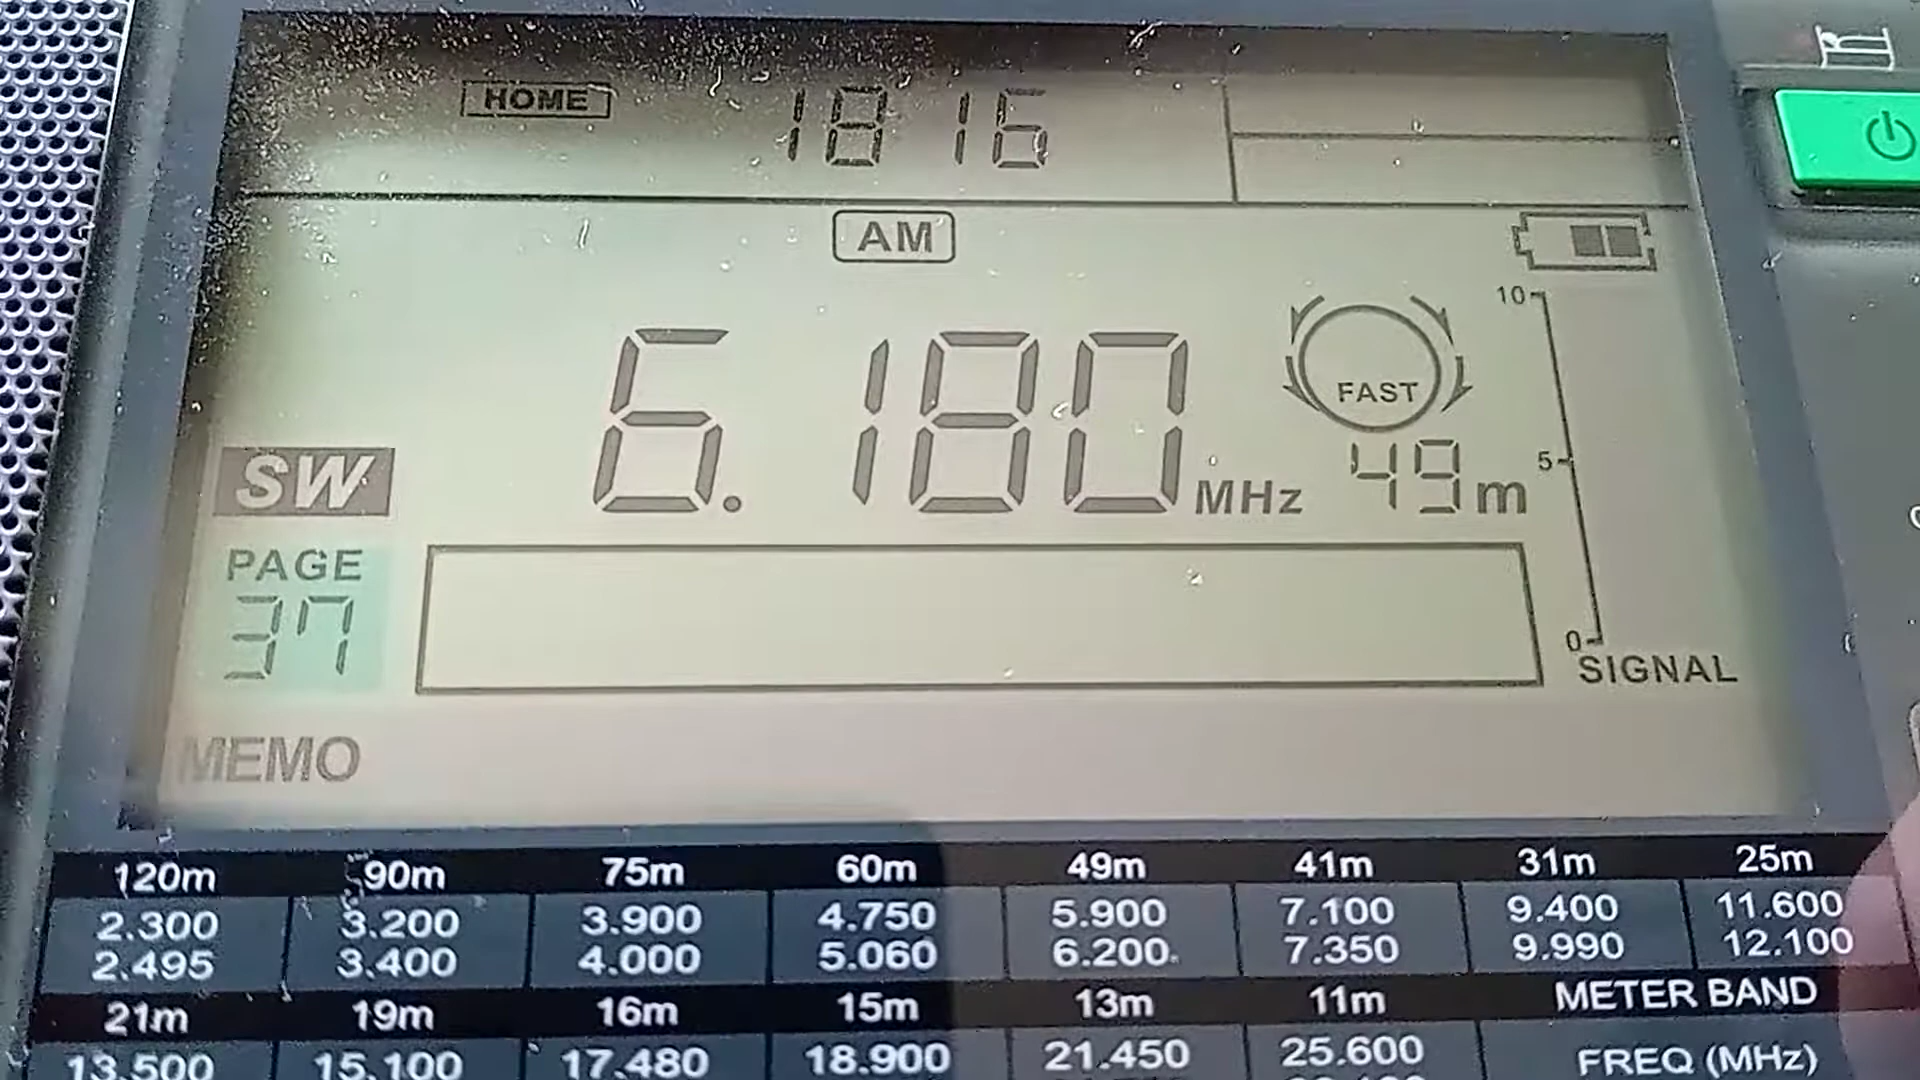 HOME 18 16
AM
10
6.180 MHz
FAST
49 m
5
SW
PAGE
37
0
SIGNAL
MEMO
120m 90m 75m 60m 49m 41m 31m 25m
2.300 3.200 3.900 4.750 5.900 7.100 9.400 11.600
2.495 3.400 4.000 5.060 6.200 7.350 9.990 12.100
21m 19m 16m 15m 13m 11m METER BAND
13.500 15.100 17.480 18.900 21.450 25.600 FREQ (MHz)